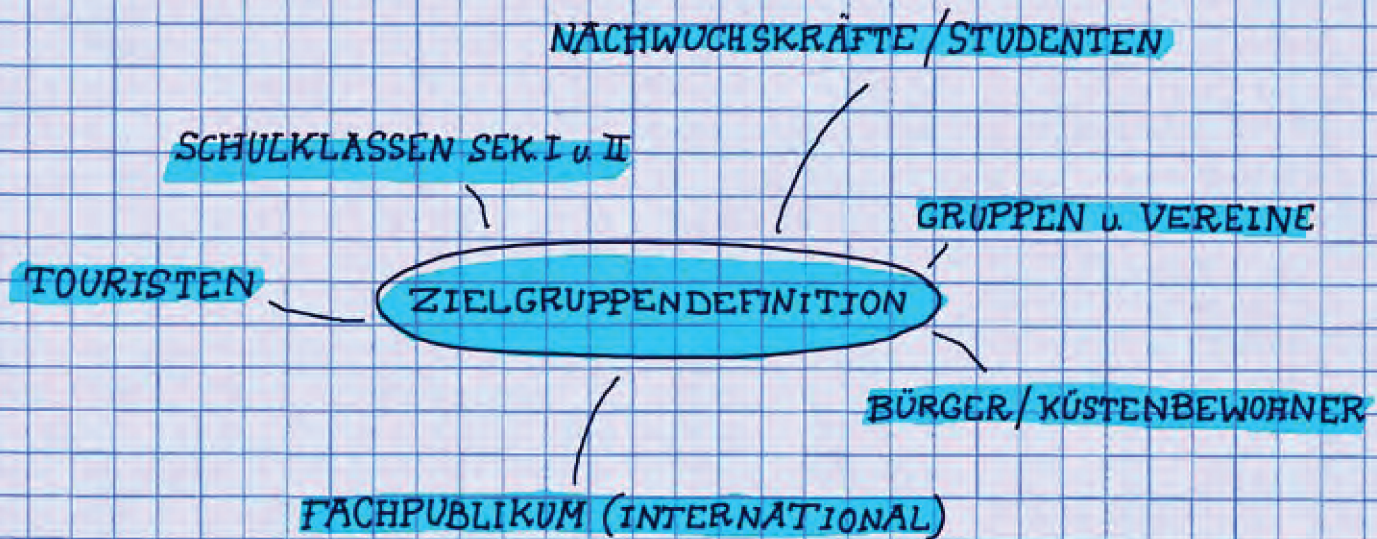 NACHWUCHSKRÄFTE/STUDENTEN
SCHULKLASSEN SEK. I u II
GRUPPEN u. VEREINE
TOURISTEN
ZIELGRUPPENDEFINITION
BÜRGER/KÜSTENBEWOHNER
FACHPUBLIKUM (INTERNATIONAL)